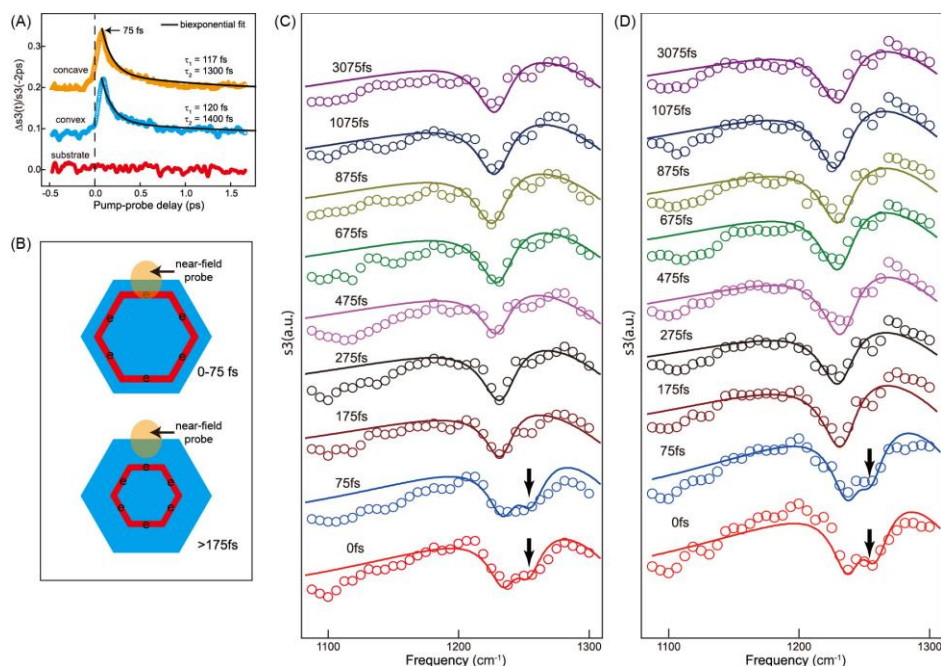 (A)
75 fs
biexponential fit
0.3
concave
τ₁ = 117 fs
τ₂ = 1300 fs
0.2
τ₁ = 120 fs
τ₂ = 1400 fs
0.1
convex
substrate
0.0
Δs3(t)/s3(-2ps)
-0.5 0.0 0.5 1.0 1.5
Pump-probe delay (ps)
(B)
near-field
probe
e
e
e
e
e
e
0-75 fs
near-field
probe
e
e
e
e
e
e
>175fs
(C)
3075fs
1075fs
875fs
675fs
475fs
275fs
175fs
75fs
0fs
s3(a.u.)
1100 1200 1300
Frequency (cm⁻¹)
(D)
3075fs
1075fs
875fs
675fs
475fs
275fs
175fs
75fs
0fs
s3(a.u.)
1100 1200 1300
Frequency (cm⁻¹)